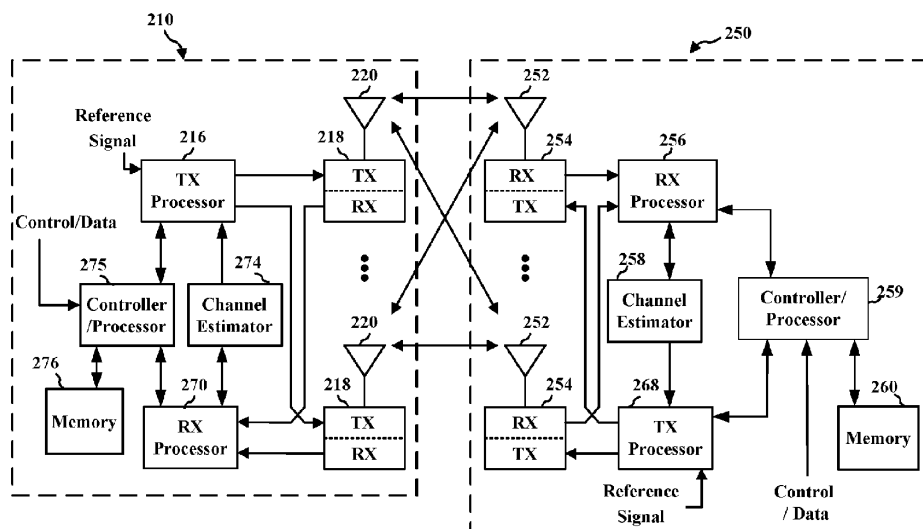 210
250
220
252
Reference
Signal
216
218
254
256
TX
Processor
TX
RX
RX
TX
RX
Processor
Control/Data
275
274
258
Controller
/Processor
Channel
Estimator
Channel
Estimator
Controller/
Processor
259
220
252
276
270
218
254
268
260
Memory
RX
Processor
TX
RX
RX
TX
TX
Processor
Memory
Reference
Signal
Control
/ Data